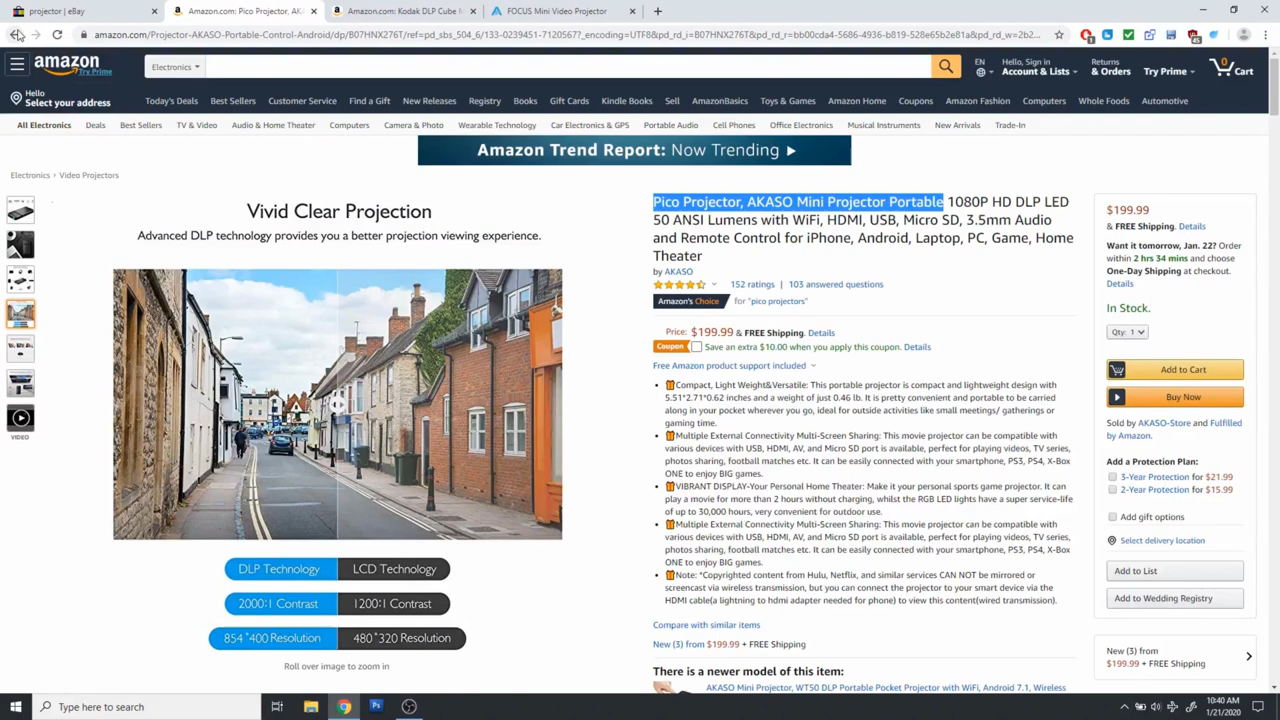 projector | eBay
Amazon.com: Pico Projector, AKA
Amazon.com: Kodak DLP Cube M
FOCUS Mini Video Projector
amazon.com/Projector-AKASO-Portable-Control-Android/dp/B07HNX276T/ref=pd_sbs_504_6/133-0239451-7120567?_encoding=UTF8&pd_rd_i=B07HNX276T&pd_rd_r=bb00cda4-5686-4936-b819-528e65b2e81a&pd_rd_w=2b2...
amazon
Try Prime
Electronics
EN
Hello, Sign in
Account & Lists
Returns
& Orders
Try Prime
0
Cart
Hello
Select your address
Today's Deals Best Sellers Customer Service Find a Gift New Releases Registry Books Gift Cards Kindle Books Sell AmazonBasics Toys & Games Amazon Home Coupons Amazon Fashion Computers Whole Foods Automotive
All Electronics Deals Best Sellers TV & Video Audio & Home Theater Computers Camera & Photo Wearable Technology Car Electronics & GPS Portable Audio Cell Phones Office Electronics Musical Instruments New Arrivals Trade-In
Amazon Trend Report: Now Trending
Electronics › Video Projectors
VIDEO
Vivid Clear Projection
Advanced DLP technology provides you a better projection viewing experience.
DLP Technology LCD Technology
2000:1 Contrast 1200:1 Contrast
854*400 Resolution 480*320 Resolution
Roll over image to zoom in
Pico Projector, AKASO Mini Projector Portable 1080P HD DLP LED
50 ANSI Lumens with WiFi, HDMI, USB, Micro SD, 3.5mm Audio
and Remote Control for iPhone, Android, Laptop, PC, Game, Home
Theater
by AKASO
152 ratings | 103 answered questions
Amazon's Choice for "pico projectors"
Price: $199.99 & FREE Shipping. Details
Coupon Save an extra $10.00 when you apply this coupon. Details
Free Amazon product support included
Compact, Light Weight&Versatile: This portable projector is compact and lightweight design with
5.51*2.71*0.62 inches and a weight of just 0.46 lb. It is pretty convenient and portable to be carried
along in your pocket wherever you go, ideal for outside activities like small meetings/ gatherings or
gaming time.
Multiple External Connectivity Multi-Screen Sharing: This movie projector can be compatible with
various devices with USB, HDMI, AV, and Micro SD port is available, perfect for playing videos, TV series,
photos sharing, football matches etc. It can be easily connected with your smartphone, PS3, PS4, X-Box
ONE to enjoy BIG games.
VIBRANT DISPLAY-Your Personal Home Theater: Make it your personal sports game projector. It can
play a movie for more than 2 hours without charging, whilst the RGB LED lights have a super service-life
of up to 30,000 hours, very convenient for outdoor use.
Multiple External Connectivity Multi-Screen Sharing: This movie projector can be compatible with
various devices with USB, HDMI, AV, and Micro SD port is available, perfect for playing videos, TV series,
photos sharing, football matches etc. It can be easily connected with your smartphone, PS3, PS4, X-Box
ONE to enjoy BIG games.
Note: *Copyrighted content from Hulu, Netflix, and similar services CAN NOT be mirrored or
screencast via wireless transmission, but you can connect the projector to your smart device via the
HDMI cable(a lightning to hdmi adapter needed for phone) to view this content(wired transmission).
Compare with similar items
New (3) from $199.99 + FREE Shipping
There is a newer model of this item:
AKASO Mini Projector, WT50 DLP Portable Pocket Projector with WiFi, Android 7.1, Wireless
$199.99
& FREE Shipping. Details
Want it tomorrow, Jan. 22? Order
within 2 hrs 34 mins and choose
One-Day Shipping at checkout.
Details
In Stock.
Qty: 1
Add to Cart
Buy Now
Sold by AKASO-Store and Fulfilled
by Amazon.
Add a Protection Plan:
3-Year Protection for $21.99
2-Year Protection for $15.99
Add gift options
Select delivery location
Add to List
Add to Wedding Registry
New (3) from
$199.99 + FREE Shipping
Type here to search
10:40 AM
1/21/2020